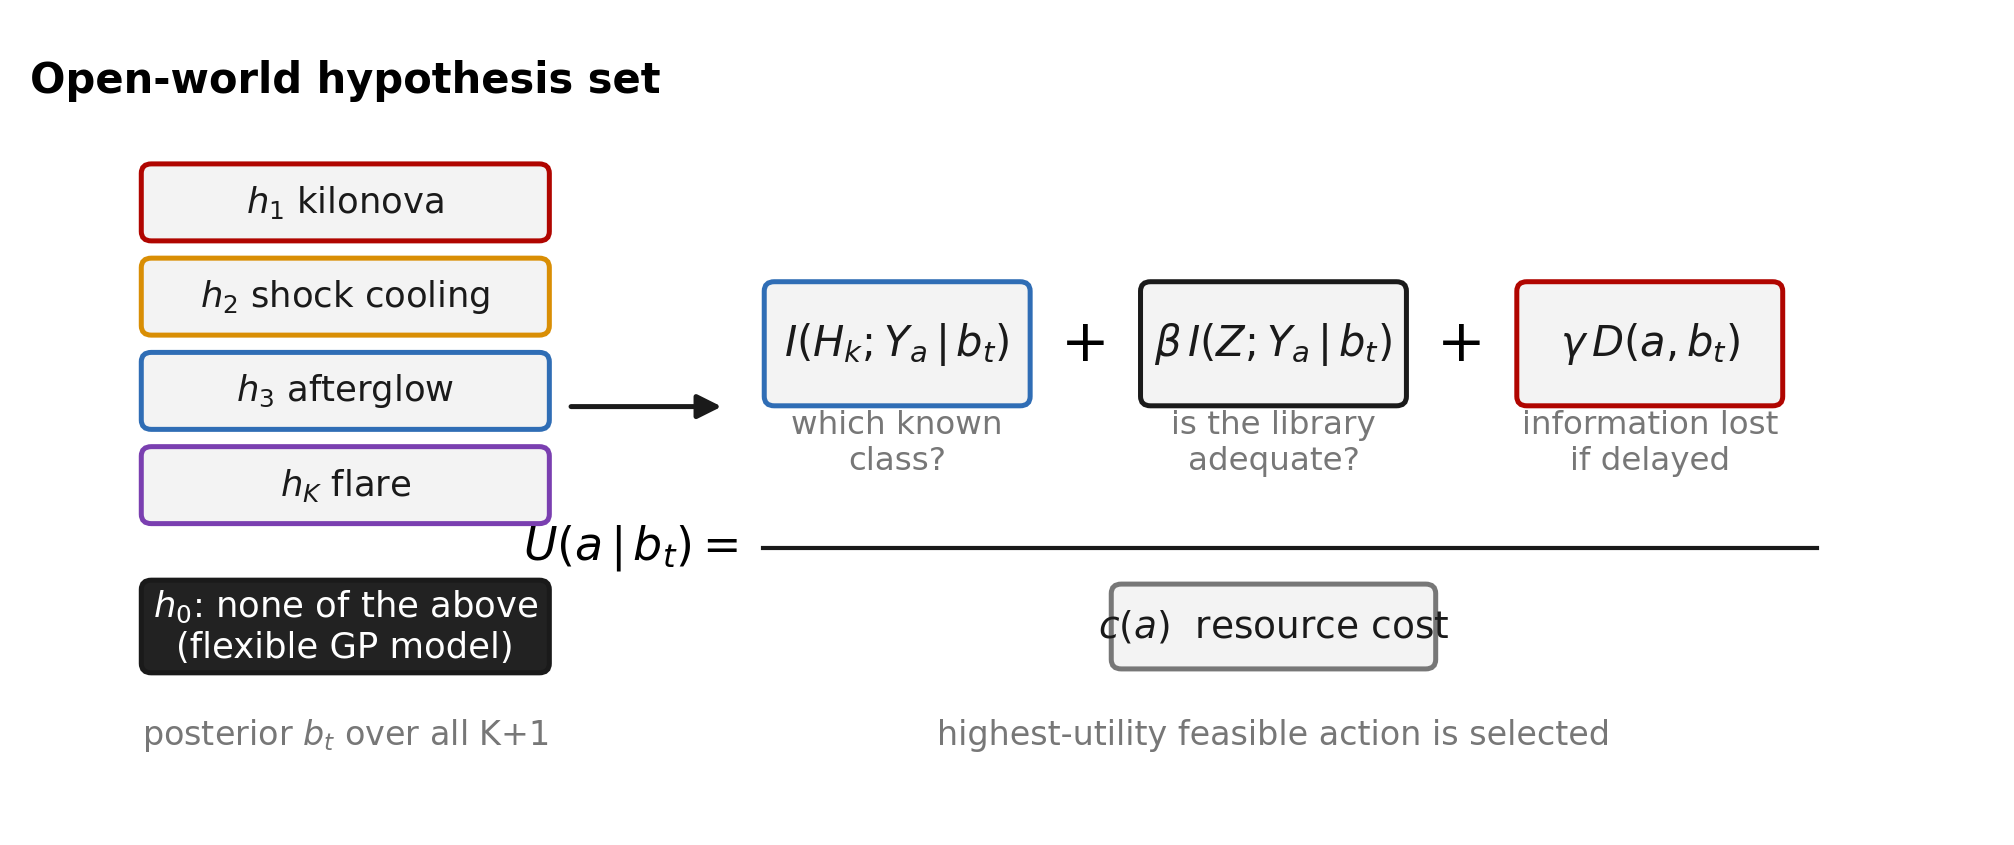 Open-world hypothesis set
h₁ kilonova
h₂ shock cooling
h₃ afterglow
h_K flare
h₀: none of the above
(flexible GP model)
posterior b_t over all K+1
U(a | b_t) =
I(H_k; Y_a | b_t) + β I(Z; Y_a | b_t) + γ D(a, b_t)
which known
class?
is the library
adequate?
information lost
if delayed
c(a) resource cost
highest-utility feasible action is selected